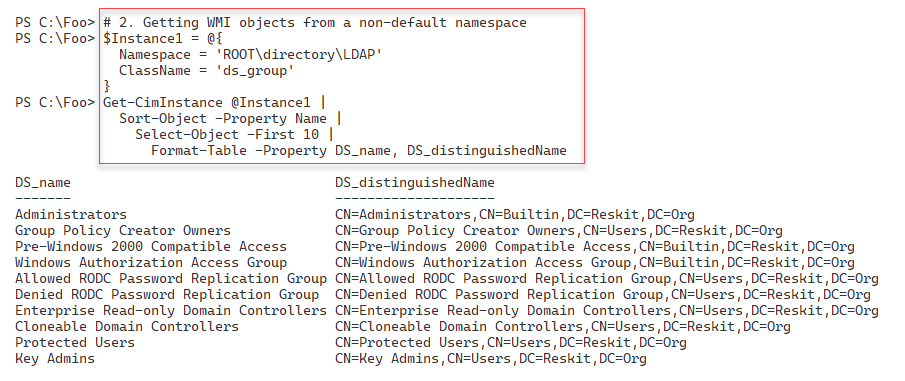 PS C:\Foo> # 2. Getting WMI objects from a non-default namespace
PS C:\Foo> $Instance1 = @{
  Namespace = 'ROOT\directory\LDAP'
  ClassName = 'ds_group'
}
PS C:\Foo> Get-CimInstance @Instance1 |
  Sort-Object -Property Name |
    Select-Object -First 10 |
      Format-Table -Property DS_name, DS_distinguishedName
DS_name                                 DS_distinguishedName
-------                                 --------------------
Administrators                          CN=Administrators,CN=Builtin,DC=Reskit,DC=Org
Group Policy Creator Owners             CN=Group Policy Creator Owners,CN=Users,DC=Reskit,DC=Org
Pre-Windows 2000 Compatible Access      CN=Pre-Windows 2000 Compatible Access,CN=Builtin,DC=Reskit,DC=Org
Windows Authorization Access Group      CN=Windows Authorization Access Group,CN=Builtin,DC=Reskit,DC=Org
Allowed RODC Password Replication Group CN=Allowed RODC Password Replication Group,CN=Users,DC=Reskit,DC=Org
Denied RODC Password Replication Group  CN=Denied RODC Password Replication Group,CN=Users,DC=Reskit,DC=Org
Enterprise Read-only Domain Controllers CN=Enterprise Read-only Domain Controllers,CN=Users,DC=Reskit,DC=Org
Cloneable Domain Controllers            CN=Cloneable Domain Controllers,CN=Users,DC=Reskit,DC=Org
Protected Users                         CN=Protected Users,CN=Users,DC=Reskit,DC=Org
Key Admins                              CN=Key Admins,CN=Users,DC=Reskit,DC=Org